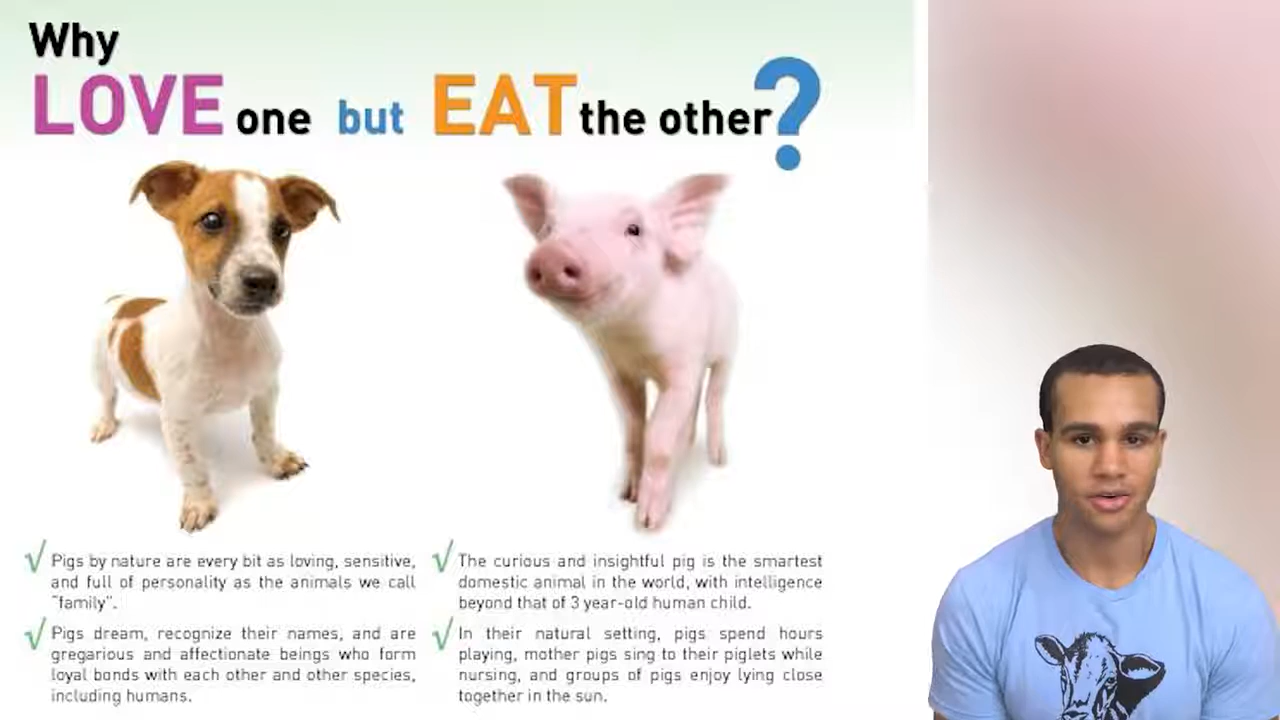 Why
LOVE one but EAT the other?
√ Pigs by nature are every bit as loving, sensitive,
and full of personality as the animals we call
"family".
√ Pigs dream, recognize their names, and are
gregarious and affectionate beings who form
loyal bonds with each other and other species,
including humans.
√ The curious and insightful pig is the smartest
domestic animal in the world, with intelligence
beyond that of 3 year-old human child.
√ In their natural setting, pigs spend hours
playing, mother pigs sing to their piglets while
nursing, and groups of pigs enjoy lying close
together in the sun.